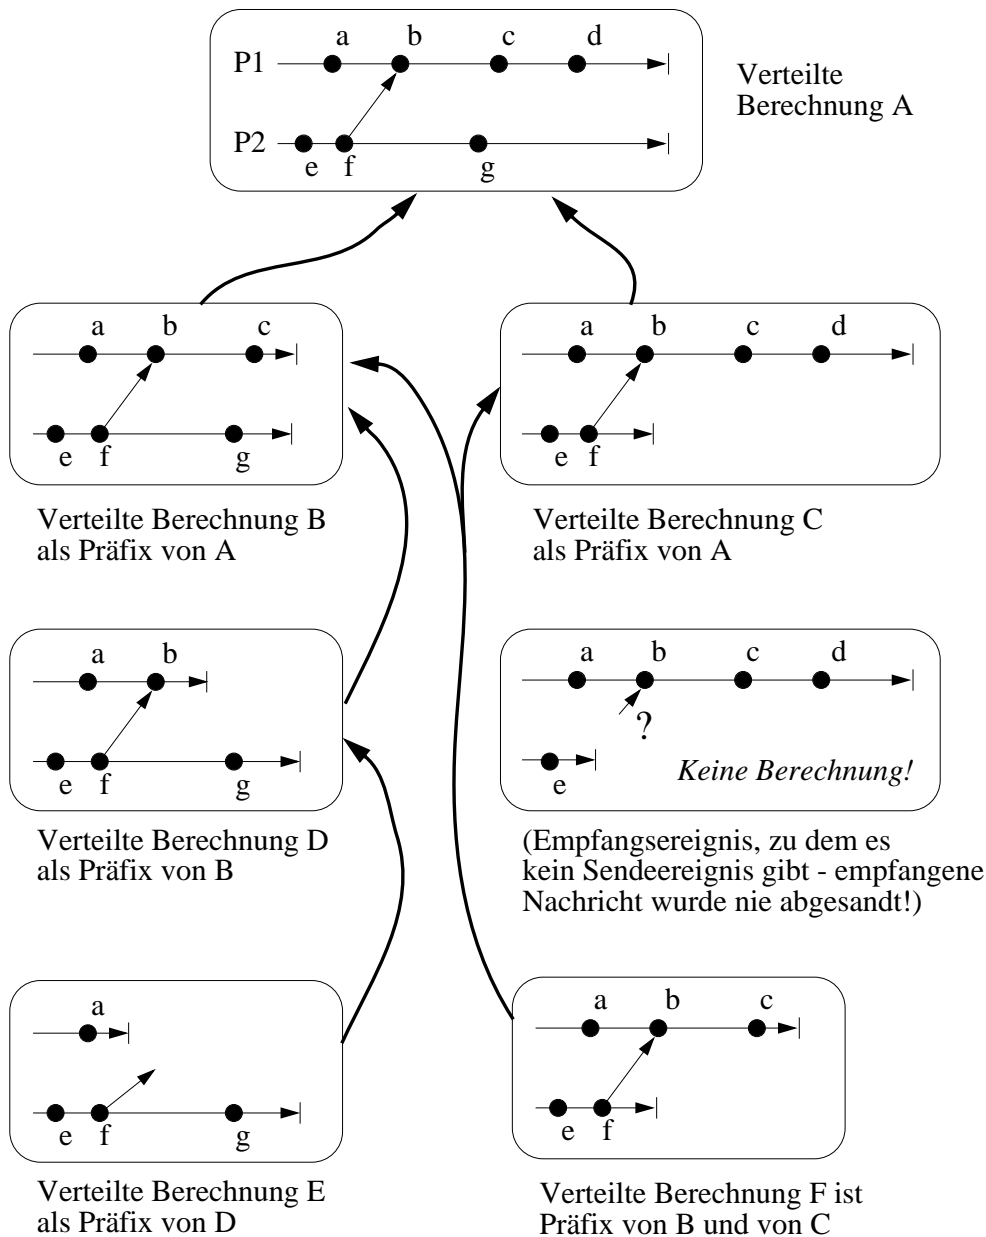 a b c d
P1
P2
e f g
Verteilte
Berechnung A
a b c
e f g
Verteilte Berechnung B
als Präfix von A
a b c d
e f
Verteilte Berechnung C
als Präfix von A
a b
e f g
Verteilte Berechnung D
als Präfix von B
a b c d
?
e
Keine Berechnung!
(Empfangsereignis, zu dem es
kein Sendeereignis gibt - empfangene
Nachricht wurde nie abgesandt!)
a
e f g
Verteilte Berechnung E
als Präfix von D
a b c
e f
Verteilte Berechnung F ist
Präfix von B und von C